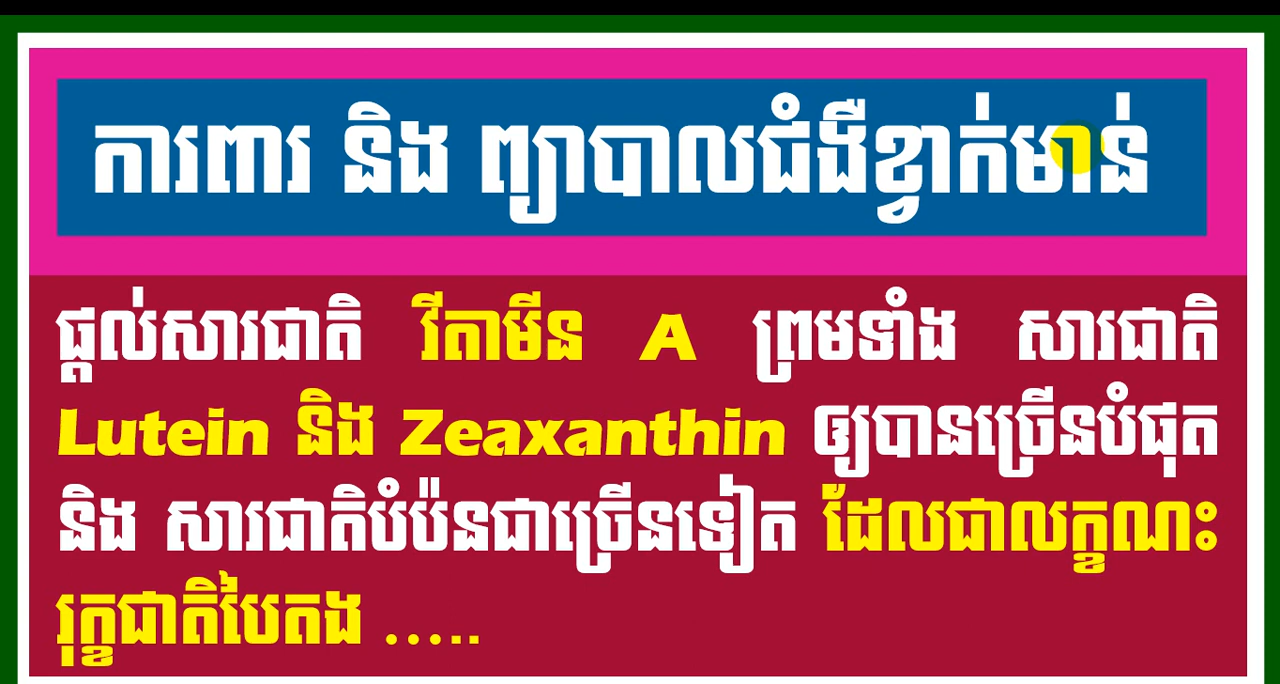 ការពារ និង ព្យាបាលជំងឺខ្វាក់មាន់
ផ្តល់សារជាតិ វីតាមីន A ព្រមទាំង សារជាតិ
Lutein និង Zeaxanthin ឲ្យបានច្រើនបំផុត
និង សារជាតិបំប៉នជាច្រើនទៀត ដែលជាលក្ខណះ
រុក្ខជាតិបៃតង .....